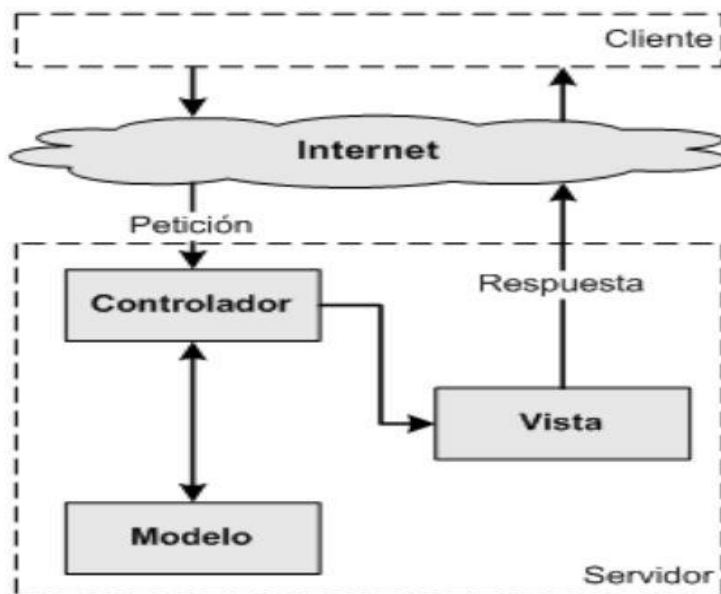 Cliente
Internet
Petición
Controlador
Respuesta
Vista
Modelo
Servidor